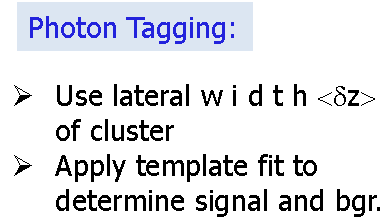 Photon Tagging:
➢ Use lateral w i d t h <δz>
of cluster
➢ Apply template fit to
determine signal and bgr.